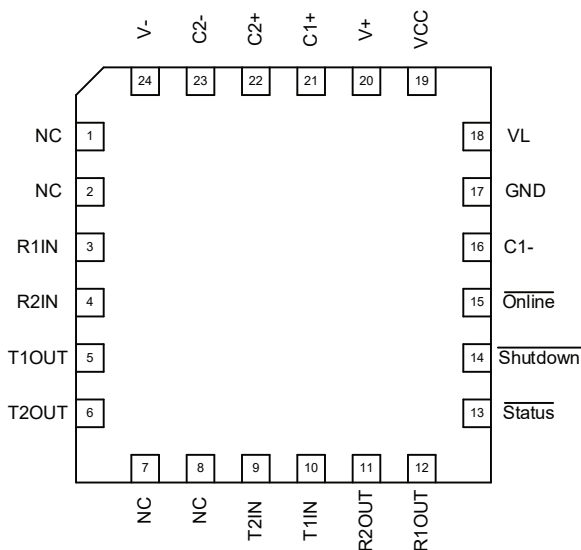 V-
C2-
C2+
C1+
V+
VCC
24
23
22
21
20
19
NC 1
18 VL
NC 2
17 GND
R1IN 3
16 C1-
R2IN 4
15 Online
T1OUT 5
14 Shutdown
T2OUT 6
13 Status
7
8
9
10
11
12
NC
NC
T2IN
T1IN
R2OUT
R1OUT